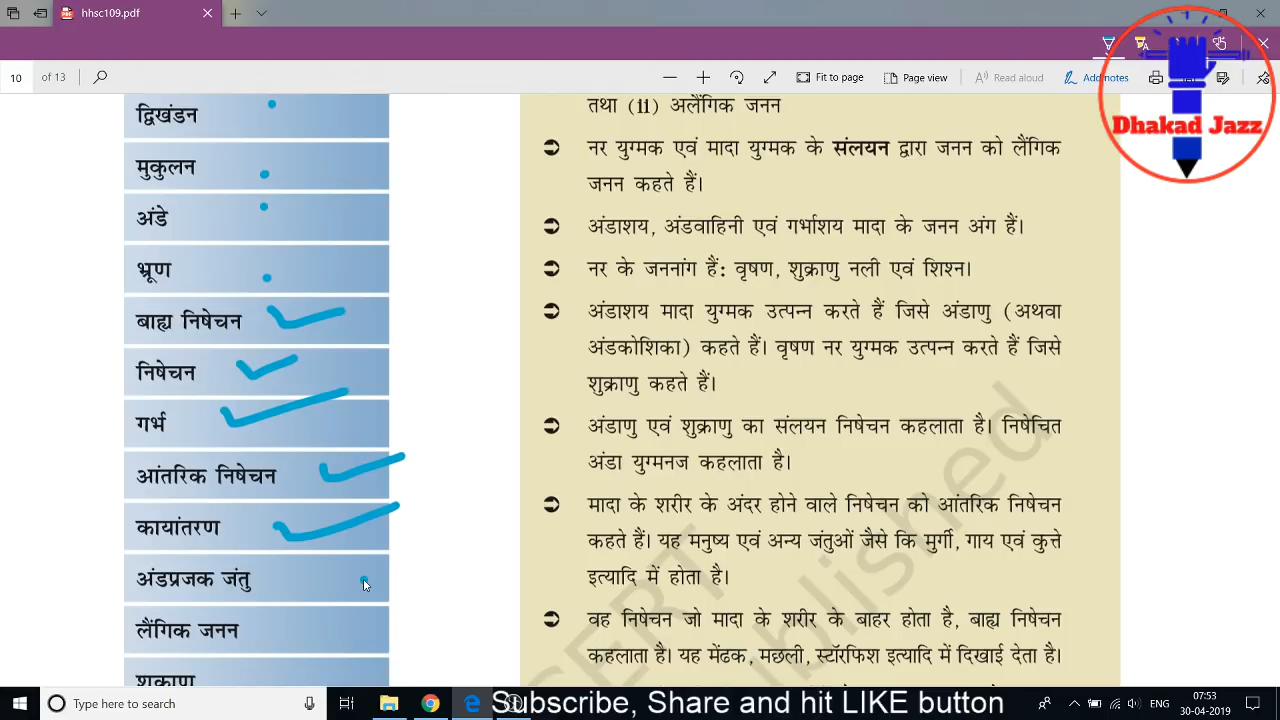 hhsc109.pdf
10 of 13
Fit to page
Page view
Read aloud
Add notes
Dhakad Jazz
द्विखंडन
मुकुलन
अंडे
भ्रूण
बाह्य निषेचन
निषेचन
गर्भ
आंतरिक निषेचन
कायांतरण
अंडप्रजक जंतु
लैंगिक जनन
शुक्राणु
तथा (ii) अलैंगिक जनन
नर युग्मक एवं मादा युग्मक के संलयन द्वारा जनन को लैंगिक
जनन कहते हैं।
अंडाशय, अंडवाहिनी एवं गर्भाशय मादा के जनन अंग हैं।
नर के जननांग हैं: वृषण, शुक्राणु नली एवं शिश्न।
अंडाशय मादा युग्मक उत्पन्न करते हैं जिसे अंडाणु (अथवा
अंडकोशिका) कहते हैं। वृषण नर युग्मक उत्पन्न करते हैं जिसे
शुक्राणु कहते हैं।
अंडाणु एवं शुक्राणु का संलयन निषेचन कहलाता है। निषेचित
अंडा युग्मनज कहलाता है।
मादा के शरीर के अंदर होने वाले निषेचन को आंतरिक निषेचन
कहते हैं। यह मनुष्य एवं अन्य जंतुओं जैसे कि मुर्गी, गाय एवं कुत्ते
इत्यादि में होता है।
वह निषेचन जो मादा के शरीर के बाहर होता है, बाह्य निषेचन
कहलाता है। यह मेंढक, मछली, स्टॉरफिश इत्यादि में दिखाई देता है।
Type here to search
Subscribe, Share and hit LIKE button
ENG
07:53
30-04-2019